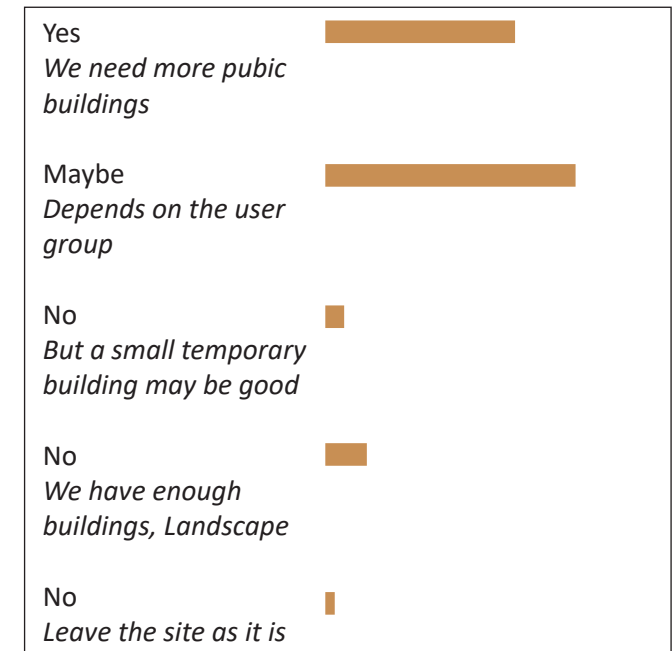 Yes
We need more pubic
buildings
Maybe
Depends on the user
group
No
But a small temporary
building may be good
No
We have enough
buildings, Landscape
No
Leave the site as it is